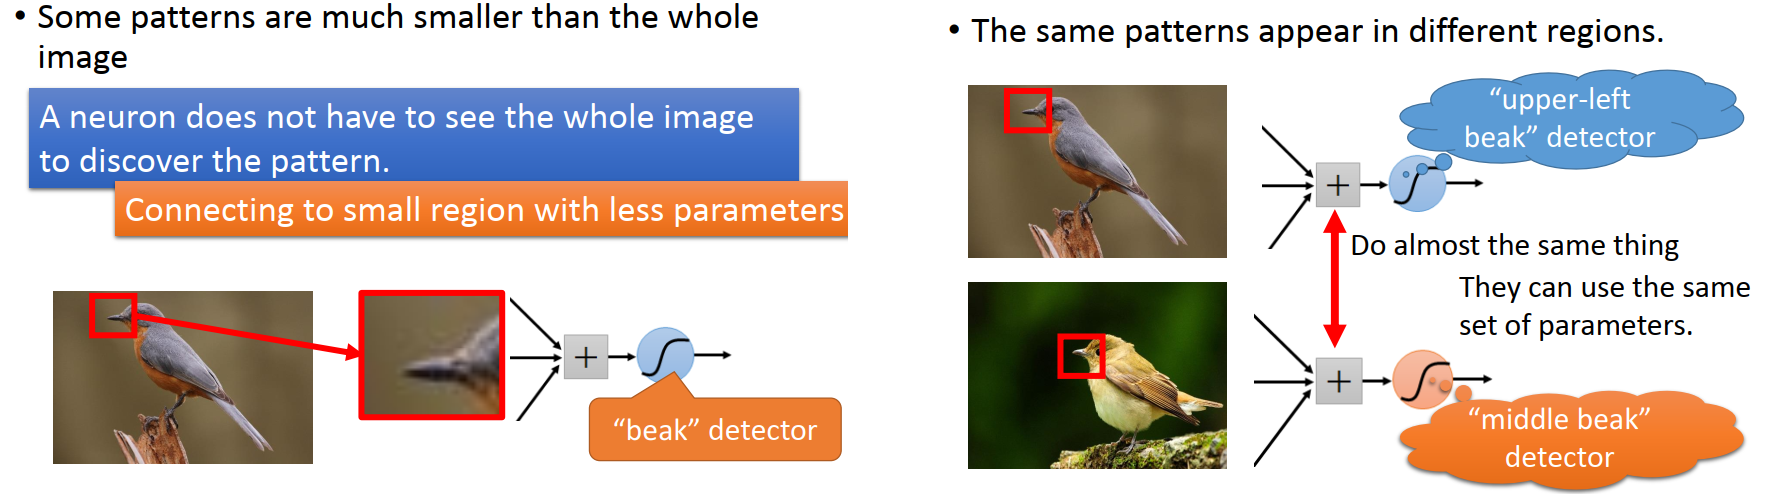 • Some patterns are much smaller than the whole
image
A neuron does not have to see the whole image
to discover the pattern.
Connecting to small region with less parameters
+
“beak” detector
• The same patterns appear in different regions.
“upper-left
beak” detector
+
Do almost the same thing
They can use the same
set of parameters.
+
“middle beak”
detector